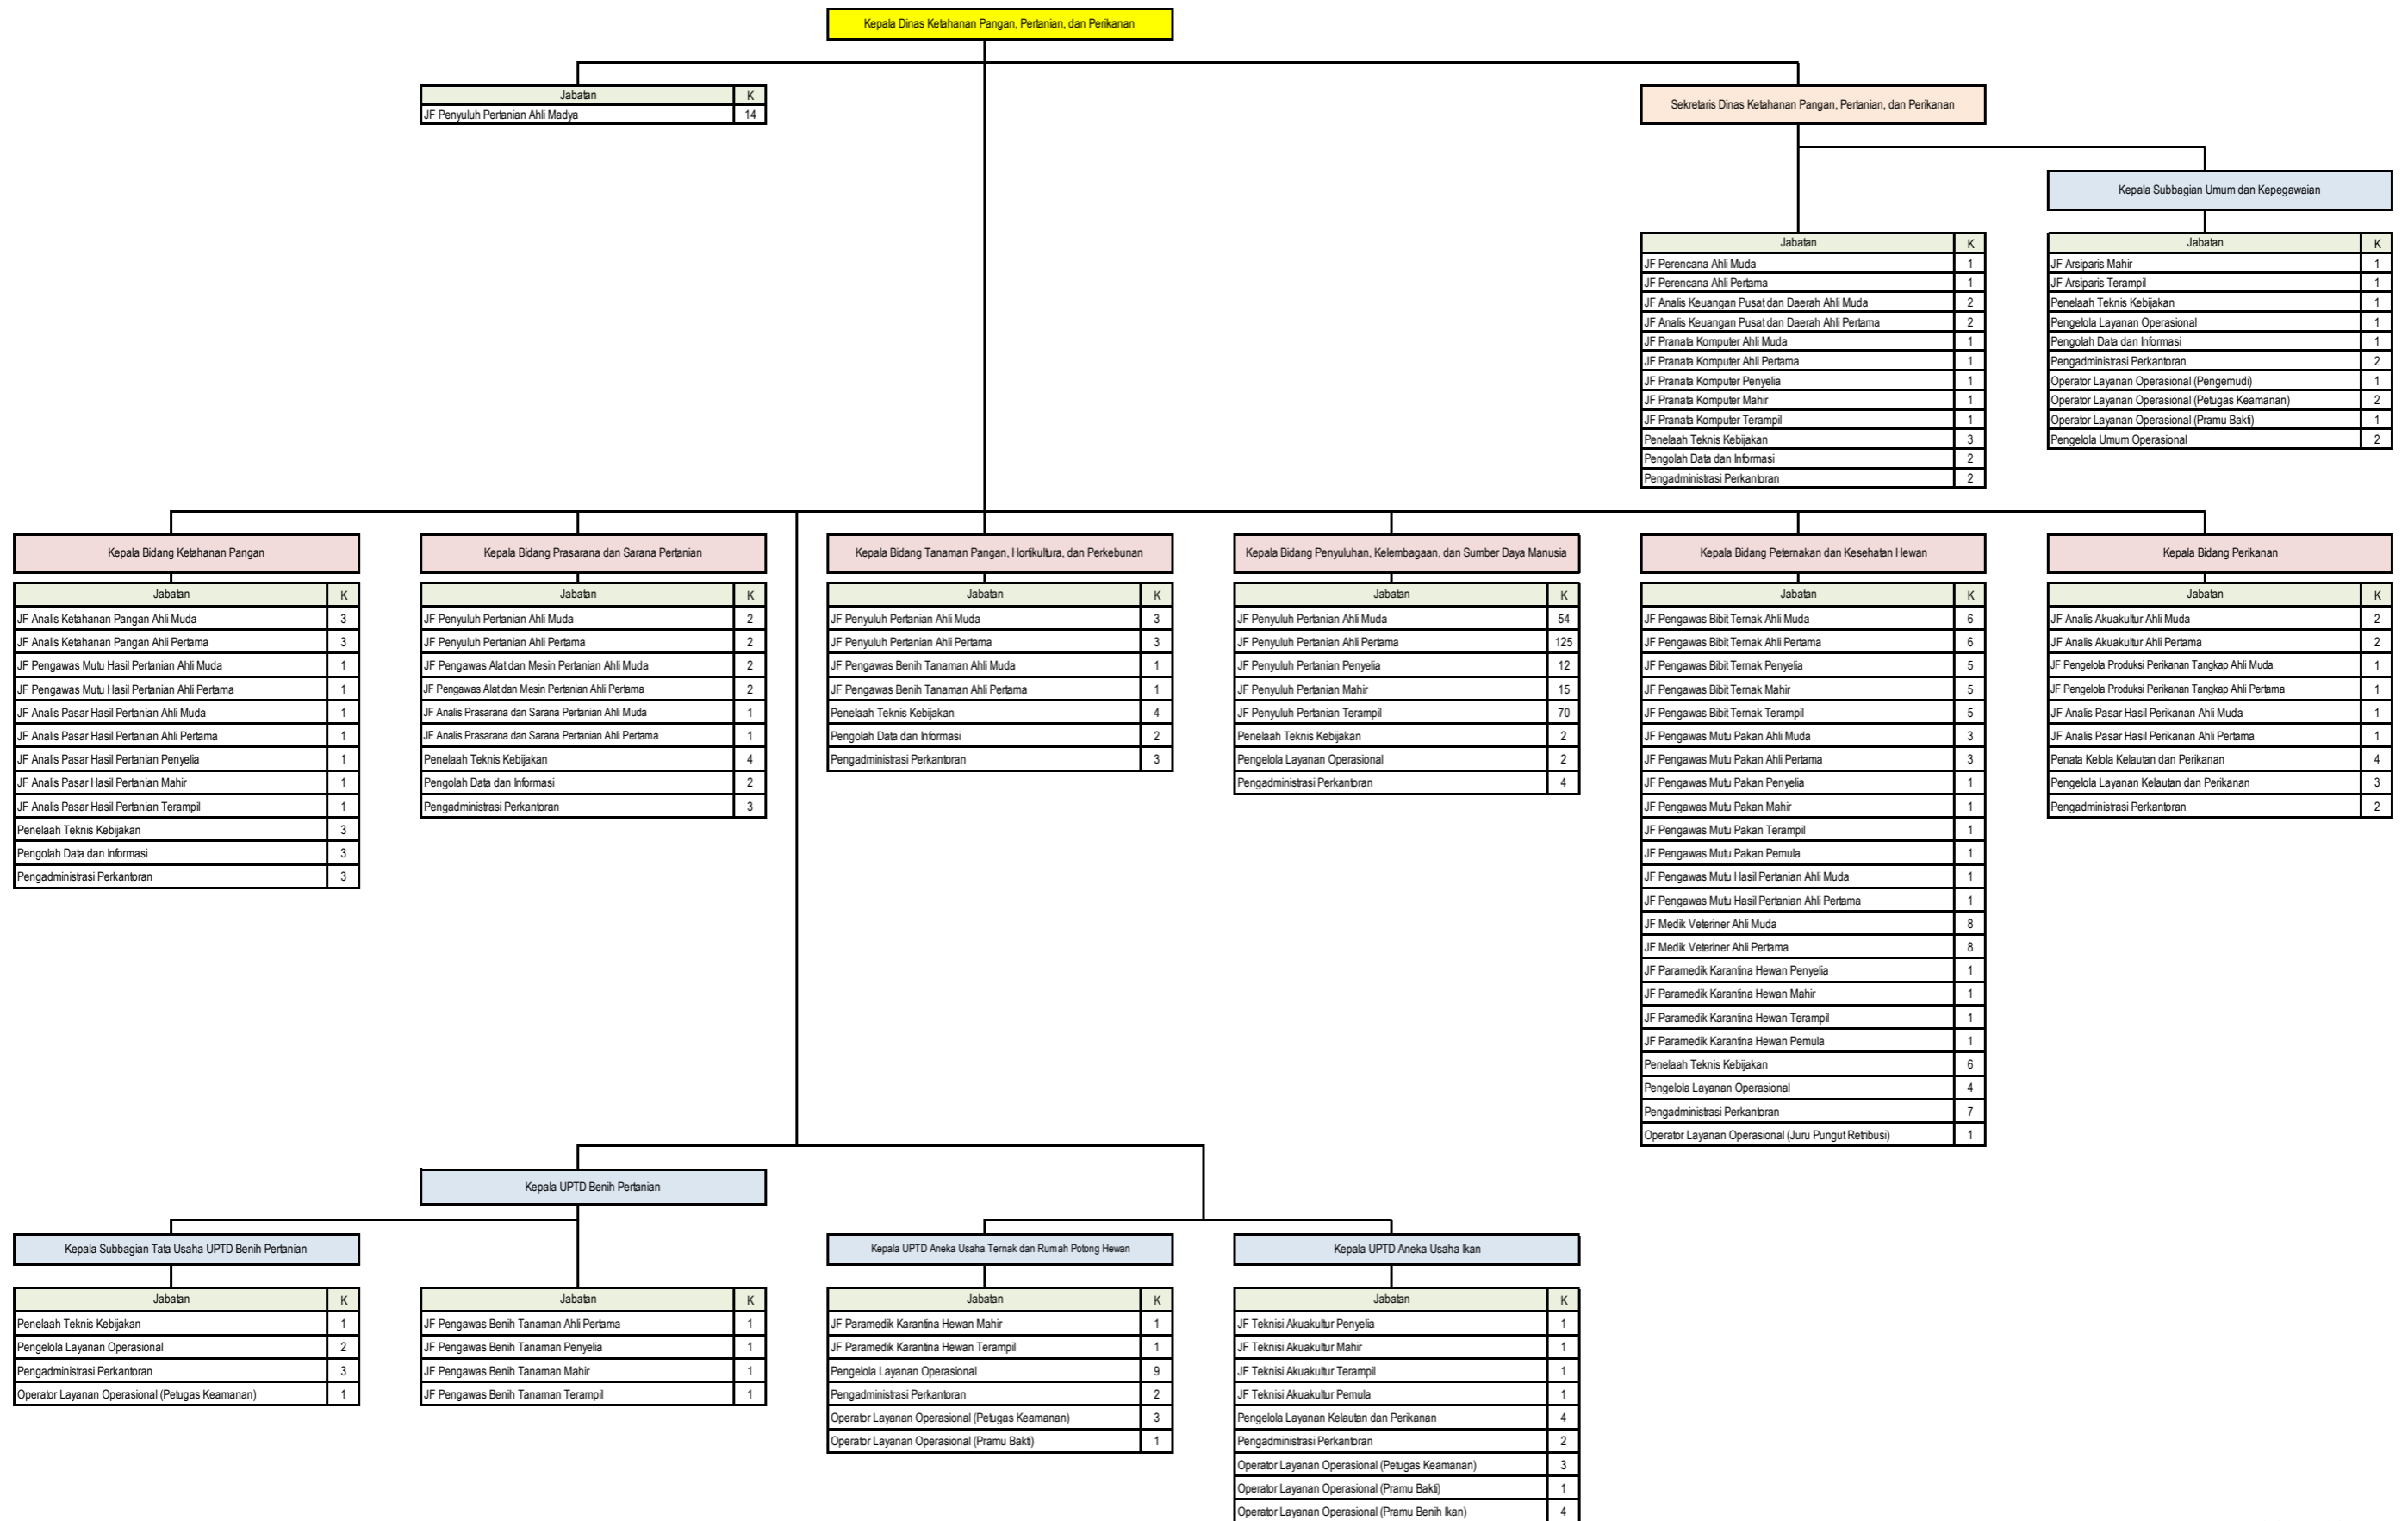 Kepala Dinas Ketahanan Pangan, Pertanian, dan Perikanan
Jabatan K
JF Penyuluh Pertanian Ahli Madya 14
Sekretaris Dinas Ketahanan Pangan, Pertanian, dan Perikanan
Kepala Subbagian Umum dan Kepegawaian
Jabatan K
JF Perencana Ahli Muda 1
JF Perencana Ahli Pertama 1
JF Analis Keuangan Pusat dan Daerah Ahli Muda 2
JF Analis Keuangan Pusat dan Daerah Ahli Pertama 2
JF Pranata Komputer Ahli Muda 1
JF Pranata Komputer Ahli Pertama 1
JF Pranata Komputer Penyelia 1
JF Pranata Komputer Mahir 1
JF Pranata Komputer Terampil 1
Penelaah Teknis Kebijakan 3
Pengolah Data dan Informasi 2
Pengadministrasi Perkantoran 2
Jabatan K
JF Arsiparis Mahir 1
JF Arsiparis Terampil 1
Penelaah Teknis Kebijakan 1
Pengelola Layanan Operasional 1
Pengolah Data dan Informasi 1
Pengadministrasi Perkantoran 2
Operator Layanan Operasional (Pengemudi) 1
Operator Layanan Operasional (Petugas Keamanan) 2
Operator Layanan Operasional (Pramu Bakti) 1
Pengelola Umum Operasional 2
Kepala Bidang Ketahanan Pangan
Jabatan K
JF Analis Ketahanan Pangan Ahli Muda 3
JF Analis Ketahanan Pangan Ahli Pertama 3
JF Pengawas Mutu Hasil Pertanian Ahli Muda 1
JF Pengawas Mutu Hasil Pertanian Ahli Pertama 1
JF Analis Pasar Hasil Pertanian Ahli Muda 1
JF Analis Pasar Hasil Pertanian Ahli Pertama 1
JF Analis Pasar Hasil Pertanian Penyelia 1
JF Analis Pasar Hasil Pertanian Mahir 1
JF Analis Pasar Hasil Pertanian Terampil 1
Penelaah Teknis Kebijakan 3
Pengolah Data dan Informasi 3
Pengadministrasi Perkantoran 3
Kepala Bidang Prasarana dan Sarana Pertanian
Jabatan K
JF Penyuluh Pertanian Ahli Muda 2
JF Penyuluh Pertanian Ahli Pertama 2
JF Pengawas Alat dan Mesin Pertanian Ahli Muda 2
JF Pengawas Alat dan Mesin Pertanian Ahli Pertama 2
JF Analis Prasarana dan Sarana Pertanian Ahli Muda 1
JF Analis Prasarana dan Sarana Pertanian Ahli Pertama 1
Penelaah Teknis Kebijakan 4
Pengolah Data dan Informasi 2
Pengadministrasi Perkantoran 3
Kepala Bidang Tanaman Pangan, Hortikultura, dan Perkebunan
Jabatan K
JF Penyuluh Pertanian Ahli Muda 3
JF Penyuluh Pertanian Ahli Pertama 3
JF Pengawas Benih Tanaman Ahli Muda 1
JF Pengawas Benih Tanaman Ahli Pertama 1
Penelaah Teknis Kebijakan 4
Pengolah Data dan Informasi 2
Pengadministrasi Perkantoran 3
Kepala Bidang Penyuluhan, Kelembagaan, dan Sumber Daya Manusia
Jabatan K
JF Penyuluh Pertanian Ahli Muda 54
JF Penyuluh Pertanian Ahli Pertama 125
JF Penyuluh Pertanian Penyelia 12
JF Penyuluh Pertanian Mahir 15
JF Penyuluh Pertanian Terampil 70
Penelaah Teknis Kebijakan 2
Pengelola Layanan Operasional 2
Pengadministrasi Perkantoran 4
Kepala Bidang Peternakan dan Kesehatan Hewan
Jabatan K
JF Pengawas Bibit Ternak Ahli Muda 6
JF Pengawas Bibit Ternak Ahli Pertama 6
JF Pengawas Bibit Ternak Penyelia 5
JF Pengawas Bibit Ternak Mahir 5
JF Pengawas Bibit Ternak Terampil 5
JF Pengawas Mutu Pakan Ahli Muda 3
JF Pengawas Mutu Pakan Ahli Pertama 3
JF Pengawas Mutu Pakan Penyelia 1
JF Pengawas Mutu Pakan Mahir 1
JF Pengawas Mutu Pakan Terampil 1
JF Pengawas Mutu Pakan Pemula 1
JF Pengawas Mutu Hasil Pertanian Ahli Muda 1
JF Pengawas Mutu Hasil Pertanian Ahli Pertama 1
JF Medik Veteriner Ahli Muda 8
JF Medik Veteriner Ahli Pertama 8
JF Paramedik Karantina Hewan Penyelia 1
JF Paramedik Karantina Hewan Mahir 1
JF Paramedik Karantina Hewan Terampil 1
JF Paramedik Karantina Hewan Pemula 1
Penelaah Teknis Kebijakan 6
Pengelola Layanan Operasional 4
Pengadministrasi Perkantoran 7
Operator Layanan Operasional (Juru Pungut Retribusi) 1
Kepala Bidang Perikanan
Jabatan K
JF Analis Akuakultur Ahli Muda 2
JF Analis Akuakultur Ahli Pertama 2
JF Pengelola Produksi Perikanan Tangkap Ahli Muda 1
JF Pengelola Produksi Perikanan Tangkap Ahli Pertama 1
JF Analis Pasar Hasil Perikanan Ahli Muda 1
JF Analis Pasar Hasil Perikanan Ahli Pertama 1
Penata Kelola Kelautan dan Perikanan 4
Pengelola Layanan Kelautan dan Perikanan 3
Pengadministrasi Perkantoran 2
Kepala UPTD Benih Pertanian
Kepala Subbagian Tata Usaha UPTD Benih Pertanian
Jabatan K
Penelaah Teknis Kebijakan 1
Pengelola Layanan Operasional 2
Pengadministrasi Perkantoran 3
Operator Layanan Operasional (Petugas Keamanan) 1
Jabatan K
JF Pengawas Benih Tanaman Ahli Pertama 1
JF Pengawas Benih Tanaman Penyelia 1
JF Pengawas Benih Tanaman Mahir 1
JF Pengawas Benih Tanaman Terampil 1
Kepala UPTD Aneka Usaha Ternak dan Rumah Potong Hewan
Jabatan K
JF Paramedik Karantina Hewan Mahir 1
JF Paramedik Karantina Hewan Terampil 1
Pengelola Layanan Operasional 9
Pengadministrasi Perkantoran 2
Operator Layanan Operasional (Petugas Keamanan) 3
Operator Layanan Operasional (Pramu Bakti) 1
Kepala UPTD Aneka Usaha Ikan
Jabatan K
JF Teknisi Akuakultur Penyelia 1
JF Teknisi Akuakultur Mahir 1
JF Teknisi Akuakultur Terampil 1
JF Teknisi Akuakultur Pemula 1
Pengelola Layanan Kelautan dan Perikanan 4
Pengadministrasi Perkantoran 2
Operator Layanan Operasional (Petugas Keamanan) 3
Operator Layanan Operasional (Pramu Bakti) 1
Operator Layanan Operasional (Pramu Benih Ikan) 4